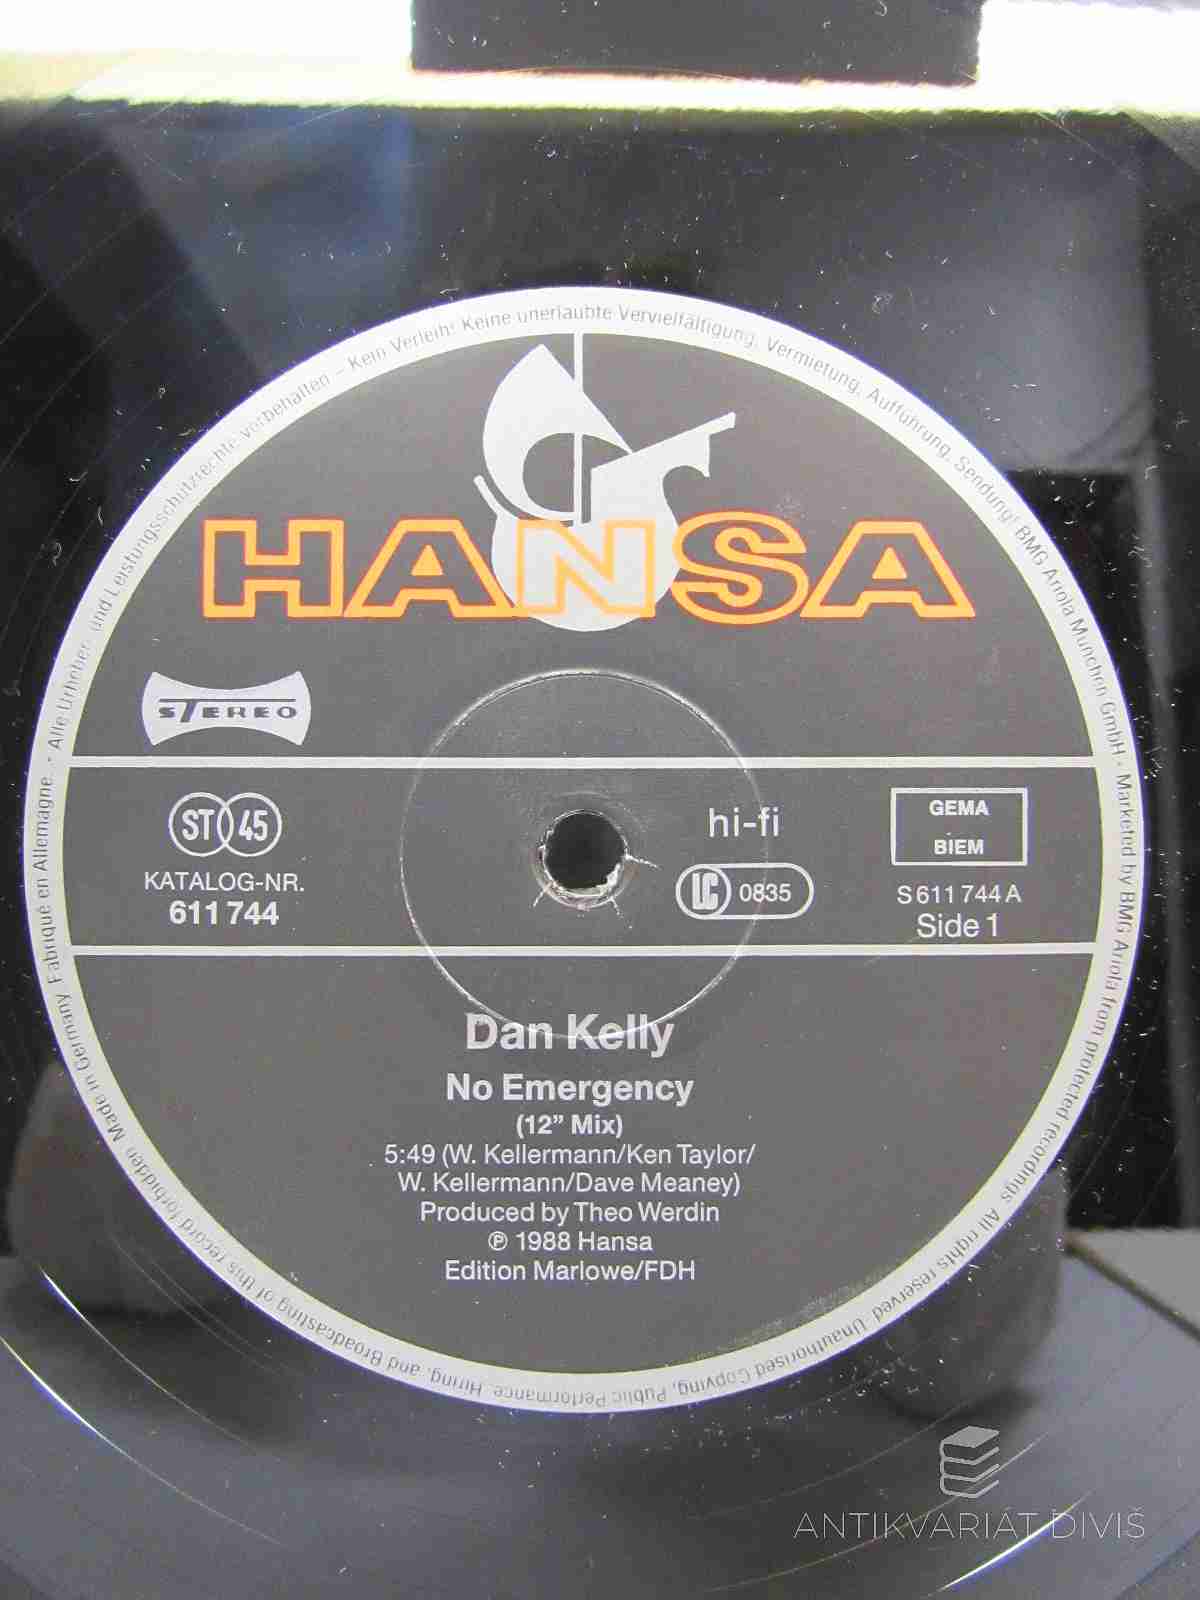 Alle Urheber- und Leistungsschutzrechte vorbehalten – Kein Verleih! Keine unerlaubte Vervielfältigung, Vermietung, Aufführung, Sendung! BMG Ariola München GmbH • Marketed by BMG Ariola from protected recordings. All rights reserved. Unauthorised Copying, Public Performance, Hiring, and Broadcasting of this record forbidden. Made in Germany. Fabriqué en Allemagne. •
HANSA
STEREO
ST 45
KATALOG-NR.
611 744
hi-fi
LC 0835
GEMA
BIEM
S 611 744 A
Side 1
Dan Kelly
No Emergency
(12” Mix)
5:49 (W. Kellermann/Ken Taylor/
W. Kellermann/Dave Meaney)
Produced by Theo Werdin
℗ 1988 Hansa
Edition Marlowe/FDH
ANTIKVARIÁT DIVIŠ